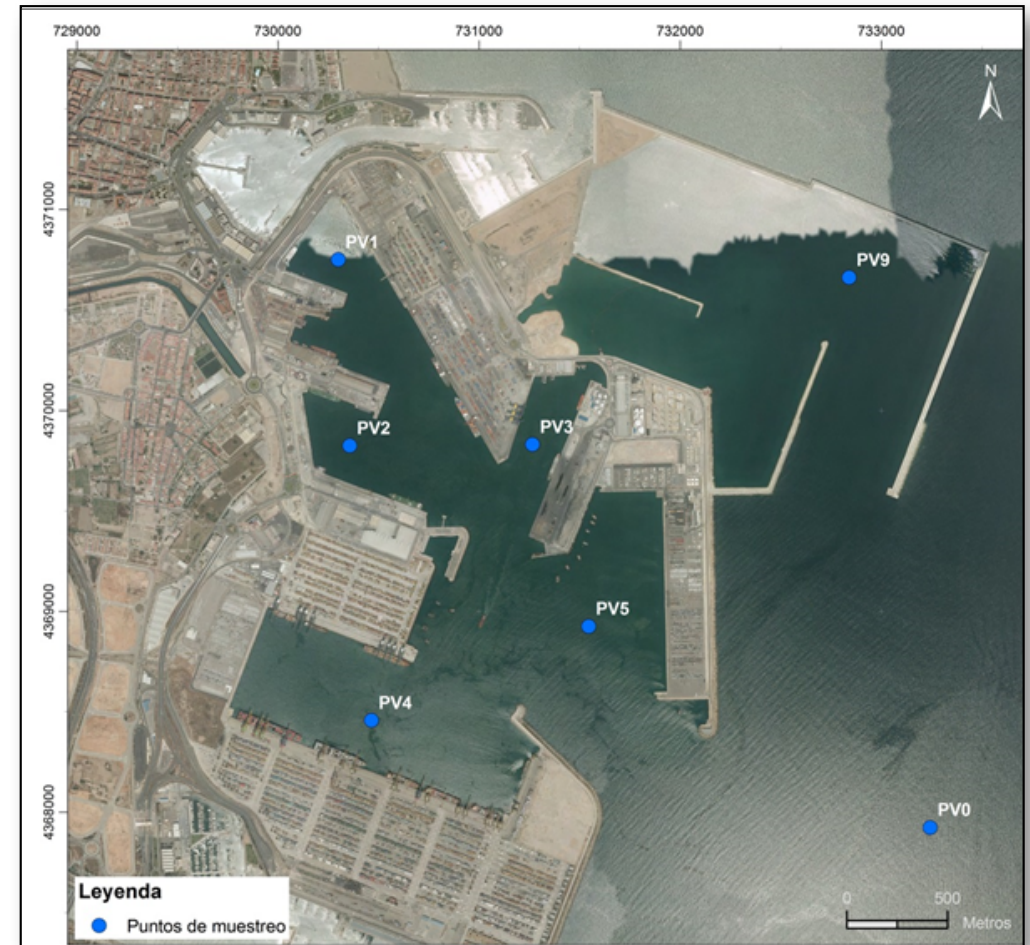 729000 730000 731000 732000 733000
N
4371000
PV1
PV9
4370000
PV2
PV3
4369000
PV5
PV4
4368000
PV0
Leyenda
Puntos de muestreo
0 500
Metros